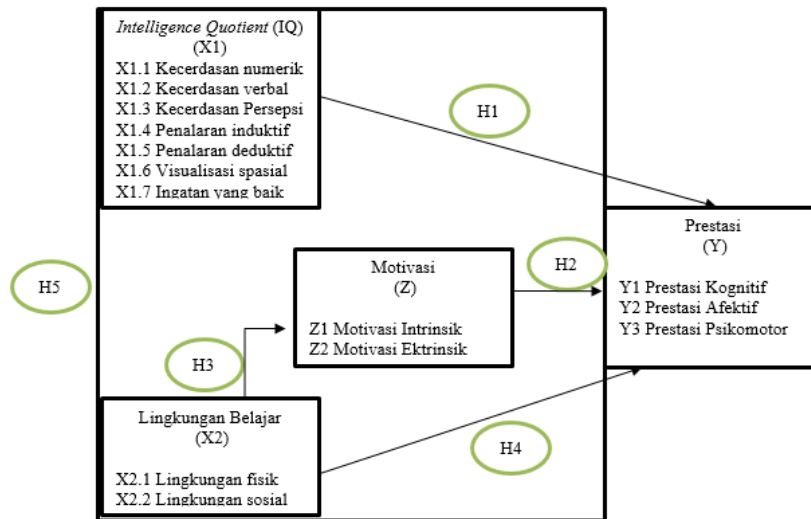 Intelligence Quotient (IQ)
(X1)
X1.1 Kecerdasan numerik
X1.2 Kecerdasan verbal
X1.3 Kecerdasan Persepsi
X1.4 Penalaran induktif
X1.5 Penalaran deduktif
X1.6 Visualisasi spasial
X1.7 Ingatan yang baik
H1
Prestasi
(Y)
Y1 Prestasi Kognitif
Y2 Prestasi Afektif
Y3 Prestasi Psikomotor
Motivasi
(Z)
Z1 Motivasi Intrinsik
Z2 Motivasi Ektrinsik
H2
H5
H3
Lingkungan Belajar
(X2)
X2.1 Lingkungan fisik
X2.2 Lingkungan sosial
H4